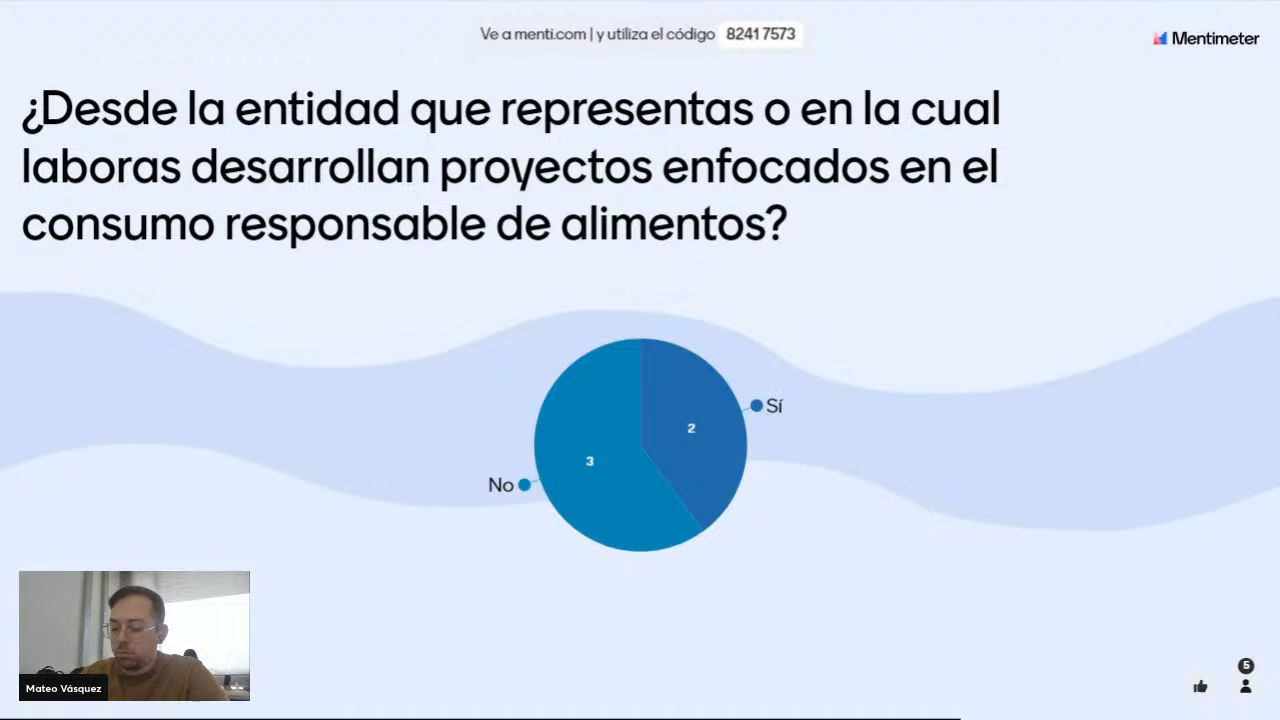 Ve a menti.com | y utiliza el código 8241 7573
Mentimeter
¿Desde la entidad que representas o en la cual
laboras desarrollan proyectos enfocados en el
consumo responsable de alimentos?
Sí
2
3
No
Mateo Vásquez
5